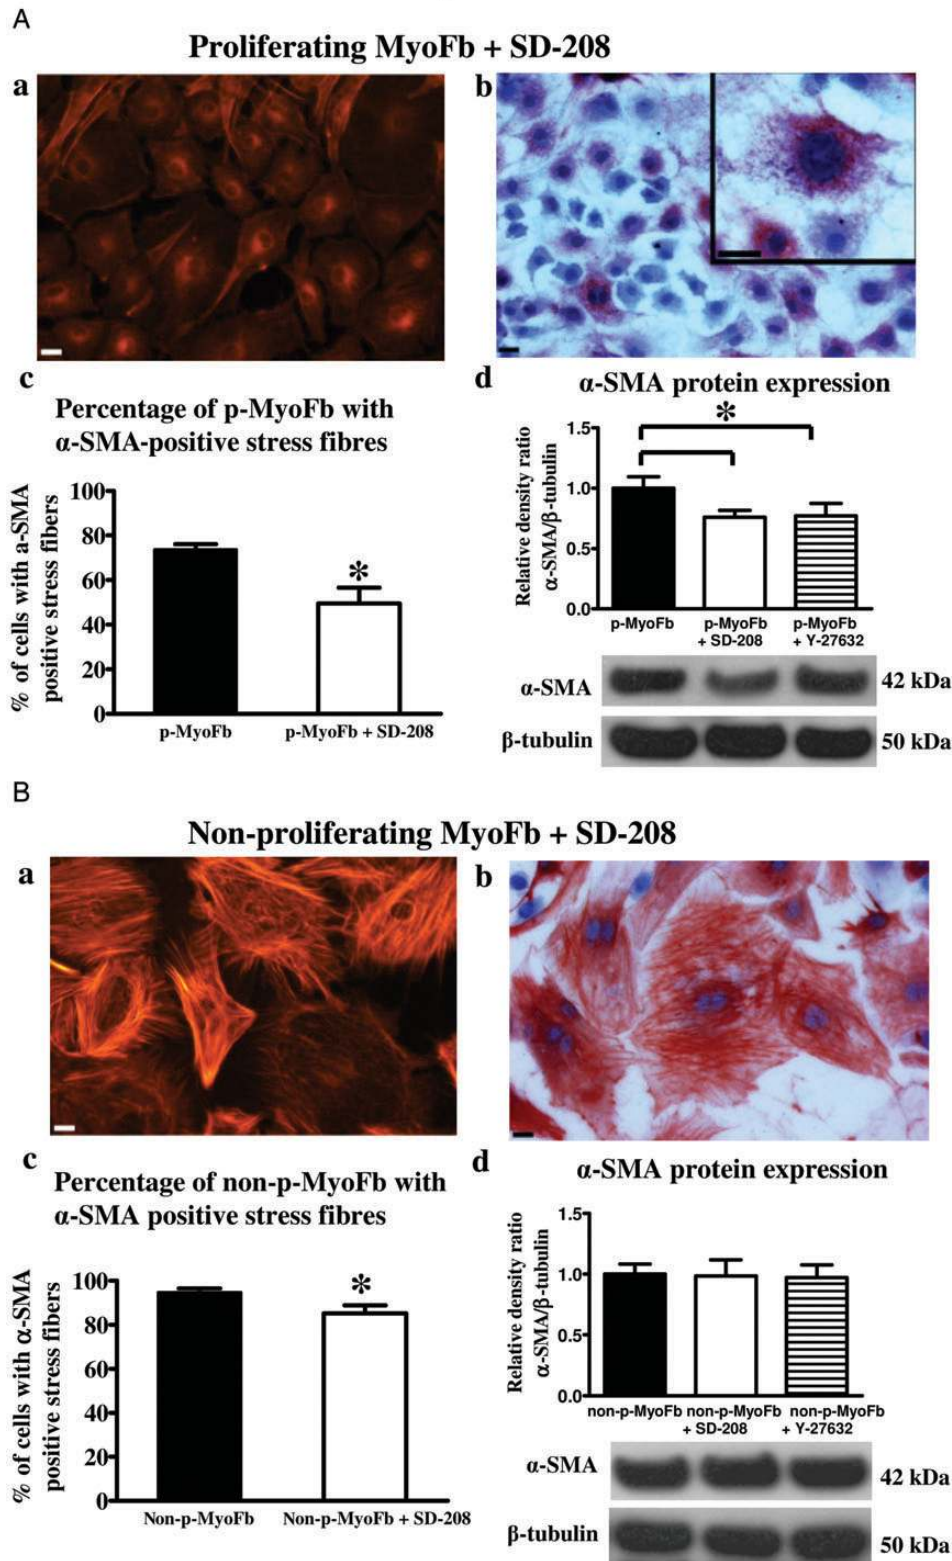 A
Proliferating MyoFb + SD-208
a
b
c
Percentage of p-MyoFb with
α-SMA-positive stress fibres
% of cells with a-SMA
positive stress fibers
100
80
60
40
20
0
*
p-MyoFb
p-MyoFb + SD-208
d
α-SMA protein expression
Relative density ratio
α-SMA/β-tubulin
1.5
1.0
0.5
0.0
*
p-MyoFb
p-MyoFb
+ SD-208
p-MyoFb
+ Y-27632
α-SMA
42 kDa
β-tubulin
50 kDa
B
Non-proliferating MyoFb + SD-208
a
b
c
Percentage of non-p-MyoFb with
α-SMA positive stress fibres
% of cells with α-SMA
positive stress fibers
100
80
60
40
20
0
*
Non-p-MyoFb
Non-p-MyoFb + SD-208
d
α-SMA protein expression
Relative density ratio
α-SMA/β-tubulin
1.5
1.0
0.5
0.0
non-p-MyoFb
non-p-MyoFb
+ SD-208
non-p-MyoFb
+ Y-27632
α-SMA
42 kDa
β-tubulin
50 kDa